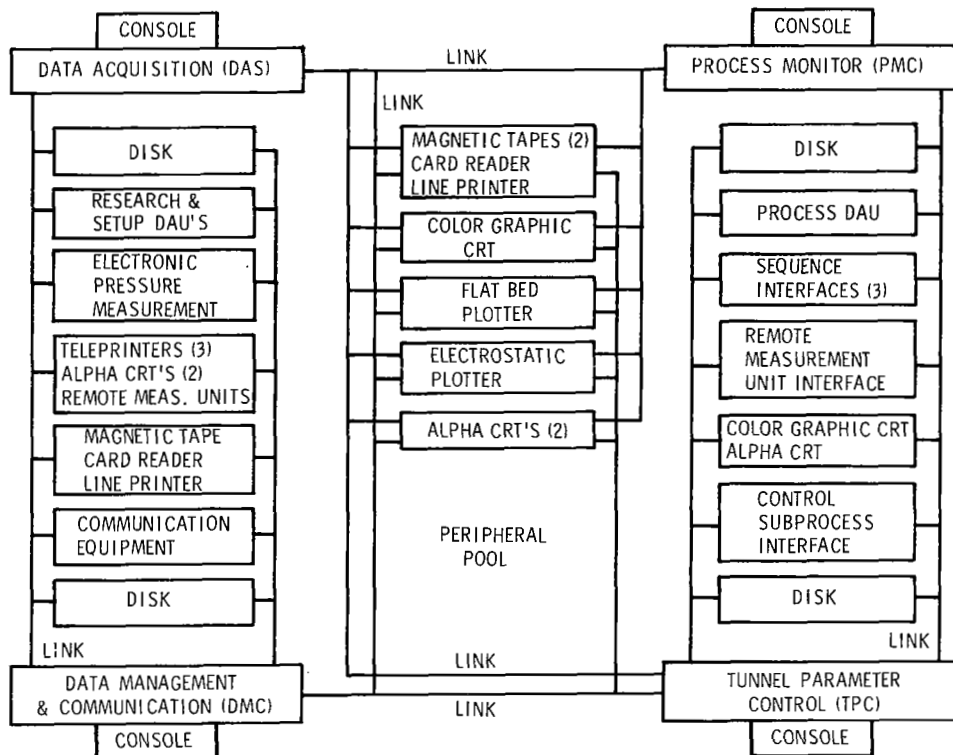 CONSOLE
DATA ACQUISITION (DAS)
LINK
CONSOLE
PROCESS MONITOR (PMC)
LINK
DISK
RESEARCH &
SETUP DAU'S
ELECTRONIC
PRESSURE
MEASUREMENT
TELEPRINTERS (3)
ALPHA CRT'S (2)
REMOTE MEAS. UNITS
MAGNETIC TAPE
CARD READER
LINE PRINTER
COMMUNICATION
EQUIPMENT
DISK
LINK
DATA MANAGEMENT
& COMMUNICATION (DMC)
CONSOLE
MAGNETIC TAPES (2)
CARD READER
LINE PRINTER
COLOR GRAPHIC
CRT
FLAT BED
PLOTTER
ELECTROSTATIC
PLOTTER
ALPHA CRT'S (2)
PERIPHERAL
POOL
LINK
LINK
DISK
PROCESS DAU
SEQUENCE
INTERFACES (3)
REMOTE
MEASUREMENT
UNIT INTERFACE
COLOR GRAPHIC CRT
ALPHA CRT
CONTROL
SUBPROCESS
INTERFACE
DISK
LINK
TUNNEL PARAMETER
CONTROL (TPC)
CONSOLE